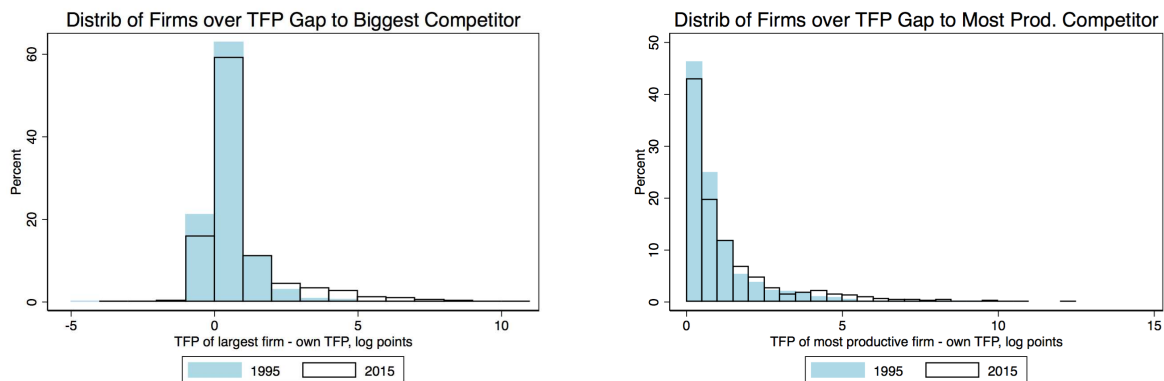 Distrib of Firms over TFP Gap to Biggest Competitor
60
40
20
0
Percent
-5 0 5 10
TFP of largest firm - own TFP, log points
1995 2015
Distrib of Firms over TFP Gap to Most Prod. Competitor
50
40
30
20
10
0
Percent
0 5 10 15
TFP of most productive firm - own TFP, log points
1995 2015